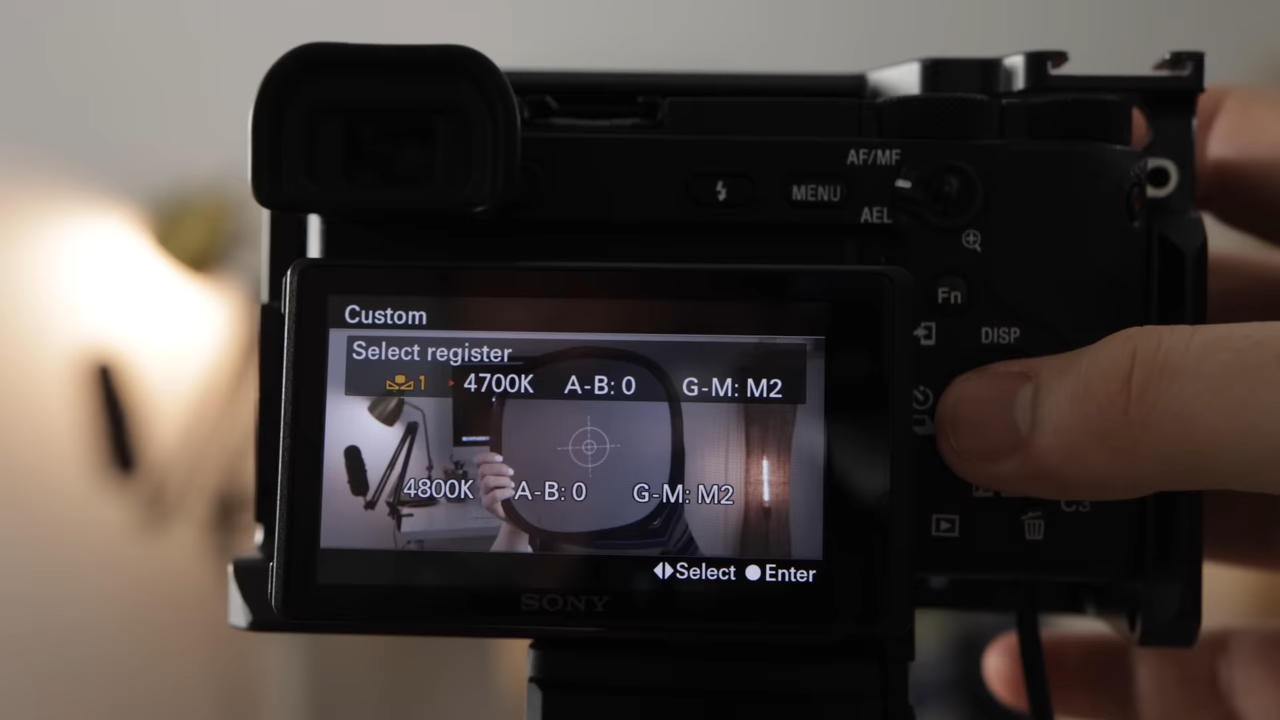 AF/MF
MENU
AEL
Fn
DISP
Custom
Select register
1 4700K A-B: 0 G-M: M2
4800K A-B: 0 G-M: M2
C3
Select Enter
SONY